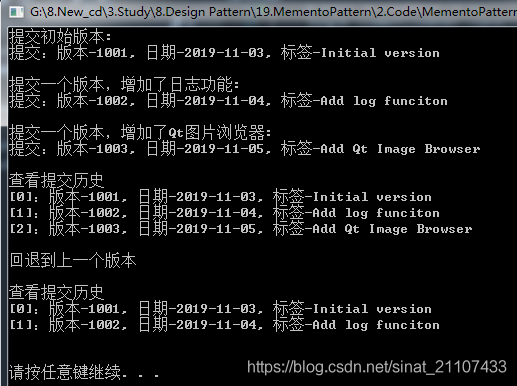 G:\8.New_cd\3.Study\8.Design Pattern\19.MementoPattern\2.Code\MementoPattern
提交初始版本:
提交: 版本-1001, 日期-2019-11-03, 标签-Initial version
提交一个版本, 增加了日志功能:
提交: 版本-1002, 日期-2019-11-04, 标签-Add log funciton
提交一个版本, 增加了Qt图片浏览器:
提交: 版本-1003, 日期-2019-11-05, 标签-Add Qt Image Browser
查看提交历史
[0]: 版本-1001, 日期-2019-11-03, 标签-Initial version
[1]: 版本-1002, 日期-2019-11-04, 标签-Add log funciton
[2]: 版本-1003, 日期-2019-11-05, 标签-Add Qt Image Browser
回退到上一个版本
查看提交历史
[0]: 版本-1001, 日期-2019-11-03, 标签-Initial version
[1]: 版本-1002, 日期-2019-11-04, 标签-Add log funciton
请按任意键继续. . .
https://blog.csdn.net/sinat_21107433